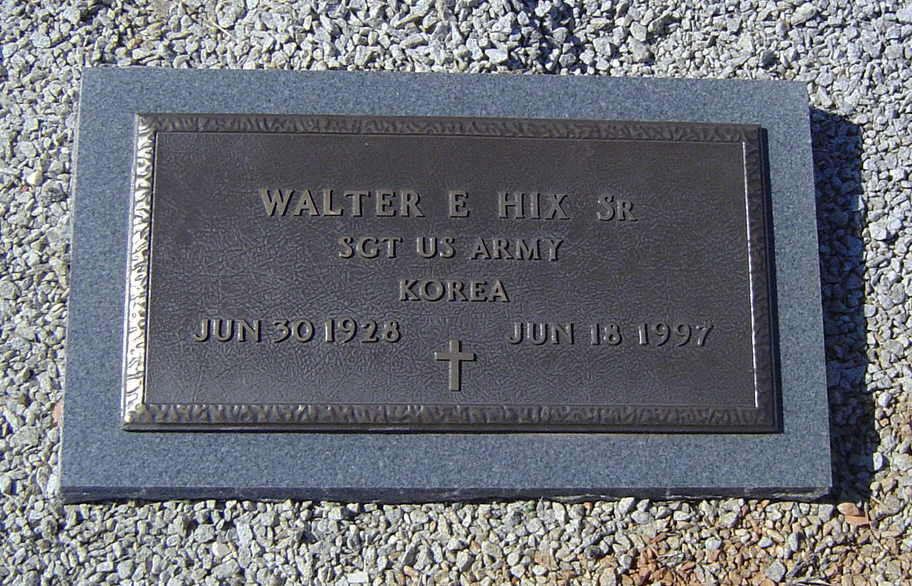 WALTER E HIX SR
SGT US ARMY
KOREA
JUN 30 1928 JUN 18 1997